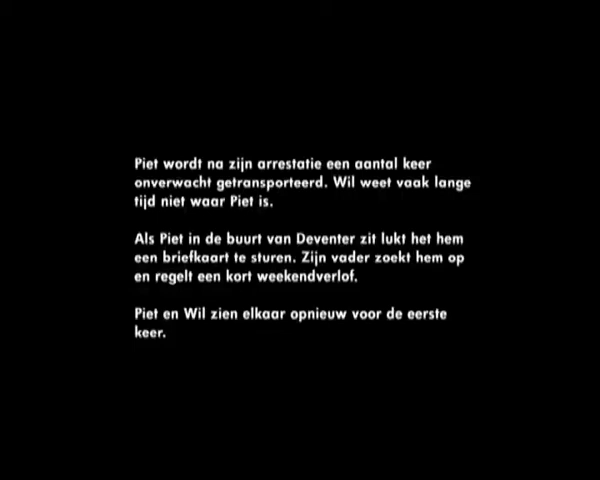 Piet wordt na zijn arrestatie een aantal keer
onverwacht getransporteerd. Wil weet vaak lange
tijd niet waar Piet is.
Als Piet in de buurt van Deventer zit lukt het hem
een briefkaart te sturen. Zijn vader zoekt hem op
en regelt een kort weekendverlof.
Piet en Wil zien elkaar opnieuw voor de eerste
keer.